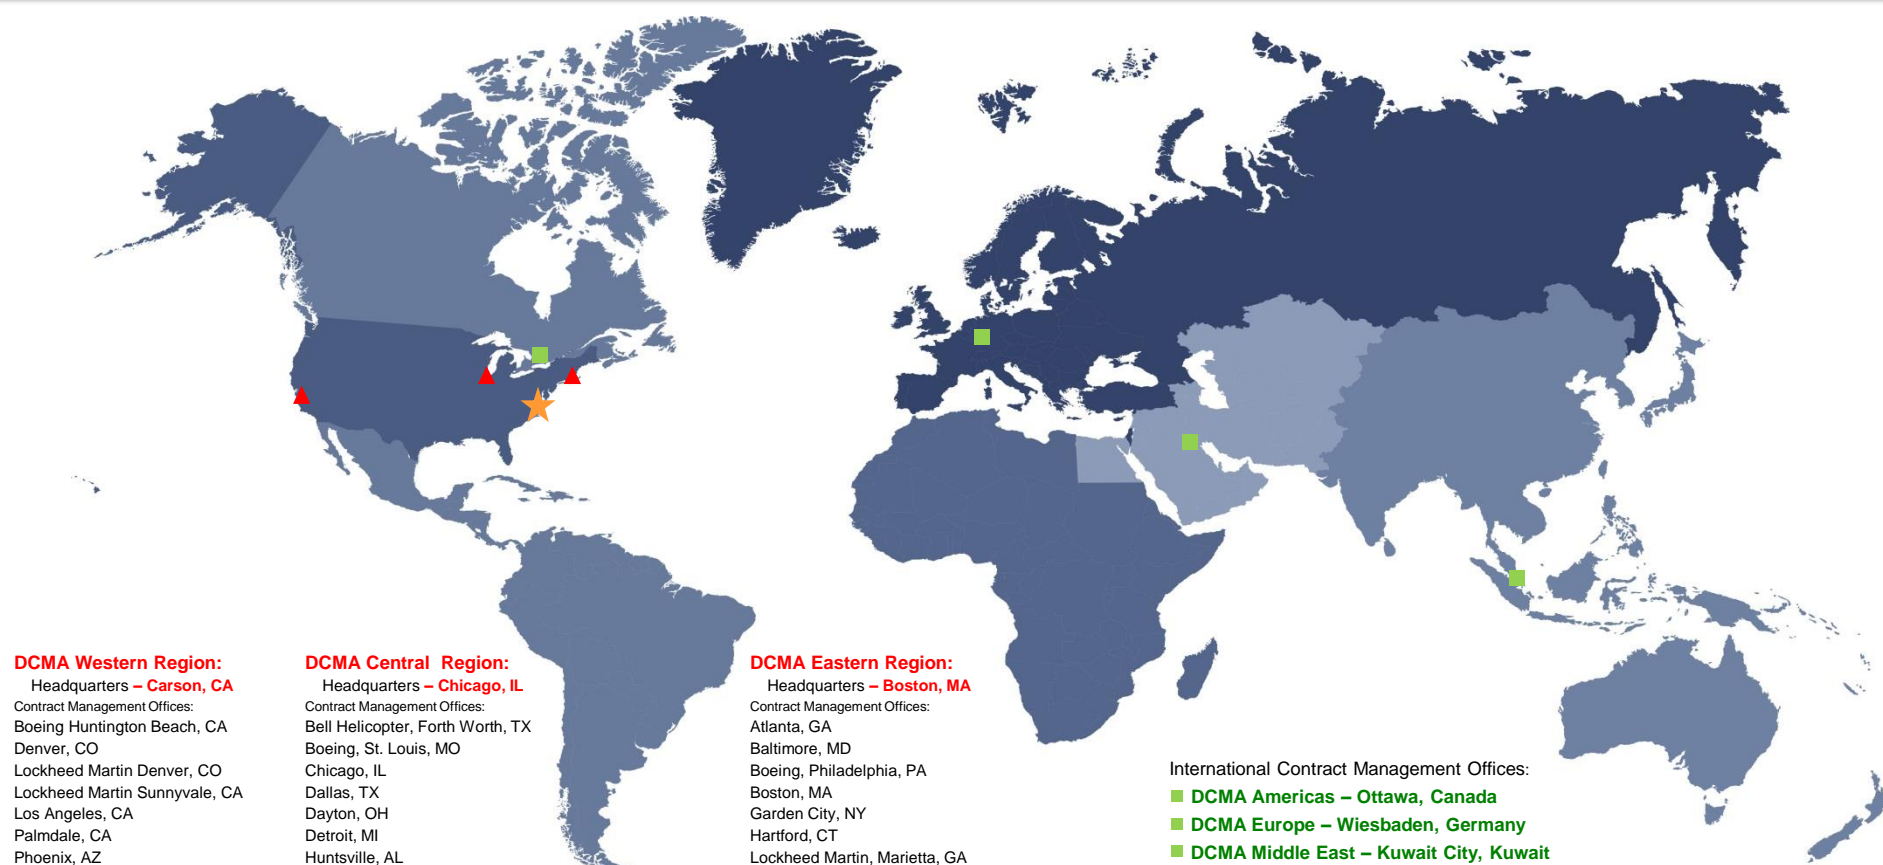 DCMA Western Region:
Headquarters – Carson, CA
Contract Management Offices:
Boeing Huntington Beach, CA
Denver, CO
Lockheed Martin Denver, CO
Lockheed Martin Sunnyvale, CA
Los Angeles, CA
Palmdale, CA
Phoenix, AZ
DCMA Central Region:
Headquarters – Chicago, IL
Contract Management Offices:
Bell Helicopter, Forth Worth, TX
Boeing, St. Louis, MO
Chicago, IL
Dallas, TX
Dayton, OH
Detroit, MI
Huntsville, AL
DCMA Eastern Region:
Headquarters – Boston, MA
Contract Management Offices:
Atlanta, GA
Baltimore, MD
Boeing, Philadelphia, PA
Boston, MA
Garden City, NY
Hartford, CT
Lockheed Martin, Marietta, GA
International Contract Management Offices:
DCMA Americas – Ottawa, Canada
DCMA Europe – Wiesbaden, Germany
DCMA Middle East – Kuwait City, Kuwait